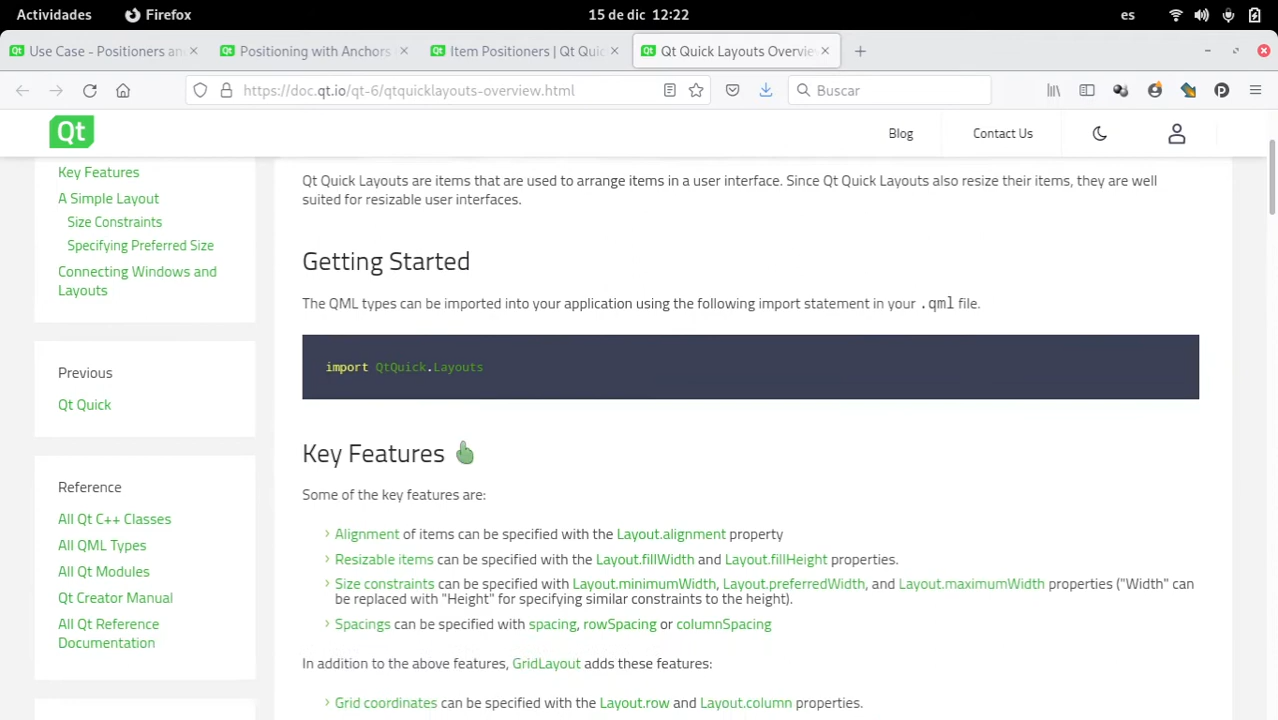 Actividades Firefox 15 de dic 12:22 es
Use Case - Positioners an Positioning with Anchors Item Positioners | Qt Quic Qt Quick Layouts Overvie
https://doc.qt.io/qt-6/qtquicklayouts-overview.html Buscar
Qt Blog Contact Us
Key Features
A Simple Layout
Size Constraints
Specifying Preferred Size
Connecting Windows and
Layouts
Previous
Qt Quick
Reference
All Qt C++ Classes
All QML Types
All Qt Modules
Qt Creator Manual
All Qt Reference
Documentation
Qt Quick Layouts are items that are used to arrange items in a user interface. Since Qt Quick Layouts also resize their items, they are well
suited for resizable user interfaces.
Getting Started
The QML types can be imported into your application using the following import statement in your .qml file.
import QtQuick.Layouts
Key Features
Some of the key features are:
Alignment of items can be specified with the Layout.alignment property
Resizable items can be specified with the Layout.fillWidth and Layout.fillHeight properties.
Size constraints can be specified with Layout.minimumWidth, Layout.preferredWidth, and Layout.maximumWidth properties ("Width" can
be replaced with "Height" for specifying similar constraints to the height).
Spacings can be specified with spacing, rowSpacing or columnSpacing
In addition to the above features, GridLayout adds these features:
Grid coordinates can be specified with the Layout.row and Layout.column properties.